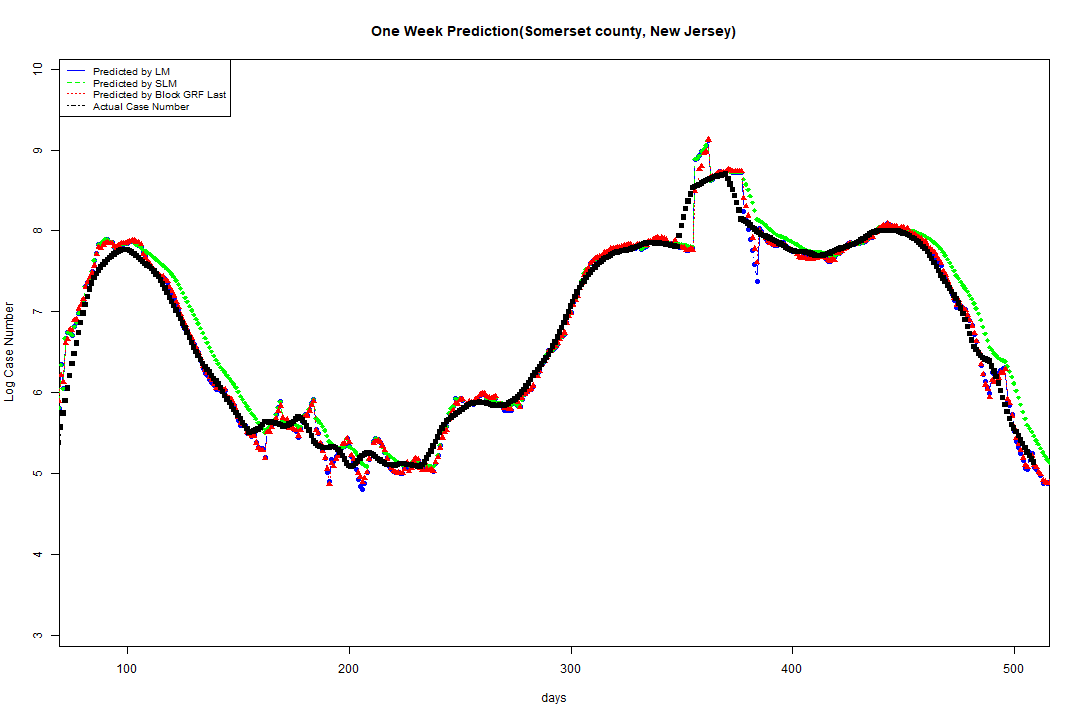 One Week Prediction(Somerset county, New Jersey)
Predicted by LM
Predicted by SLM
Predicted by Block GRF Last
Actual Case Number
Log Case Number
10
9
8
7
6
5
4
3
100 200 300 400 500
days